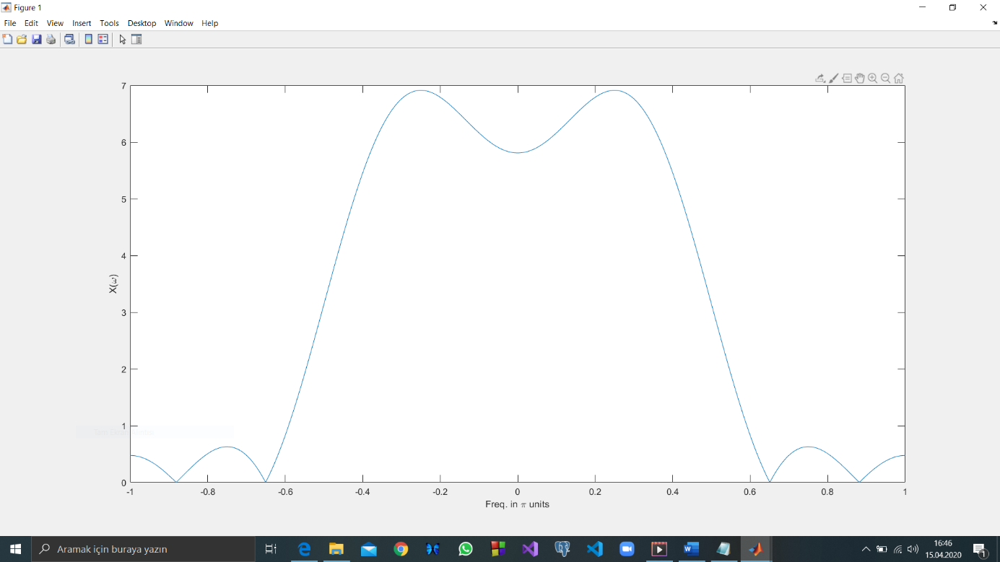 Figure 1
File Edit View Insert Tools Desktop Window Help
7
6
5
4
3
2
1
0
X(ω)
-1 -0.8 -0.6 -0.4 -0.2 0 0.2 0.4 0.6 0.8 1
Freq. in π units
Aramak için buraya yazın
16:46
15.04.2020
1